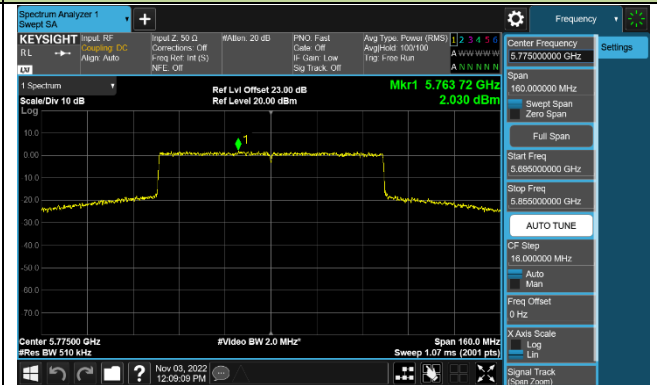 Spectrum Analyzer 1
Swept SA
+
Frequency
KEYSIGHT
RL
LM
Input: RF
Coupling: DC
Align: Auto
Input Z: 50 Ω
Corrections: Off
Freq Ref: Int (S)
NFE: Off
#Atten: 20 dB
PNO: Fast
Gate: Off
IF Gain: Low
Sig Track: Off
Avg Type: Power (RMS)
Avg|Hold: 100/100
Trig: Free Run
1 2 3 4 5 6
A W W W W W
A N N N N N
1 Spectrum
Scale/Div 10 dB
Log
Ref Lvl Offset 23.00 dB
Ref Level 20.00 dBm
Mkr1 5.763 72 GHz
2.030 dBm
1
10.0
0.00
-10.0
-20.0
-30.0
-40.0
-50.0
-60.0
-70.0
Center 5.77500 GHz
#Res BW 510 kHz
#Video BW 2.0 MHz*
Span 160.0 MHz
Sweep 1.07 ms (2001 pts)
Center Frequency
5.775000000 GHz
Settings
Span
160.000000 MHz
Swept Span
Zero Span
Full Span
Start Freq
5.695000000 GHz
Stop Freq
5.855000000 GHz
AUTO TUNE
CF Step
16.000000 MHz
Auto
Man
Freq Offset
0 Hz
X Axis Scale
Log
Lin
Signal Track
(Span Zoom)
?
Nov 03, 2022
12:09:09 PM